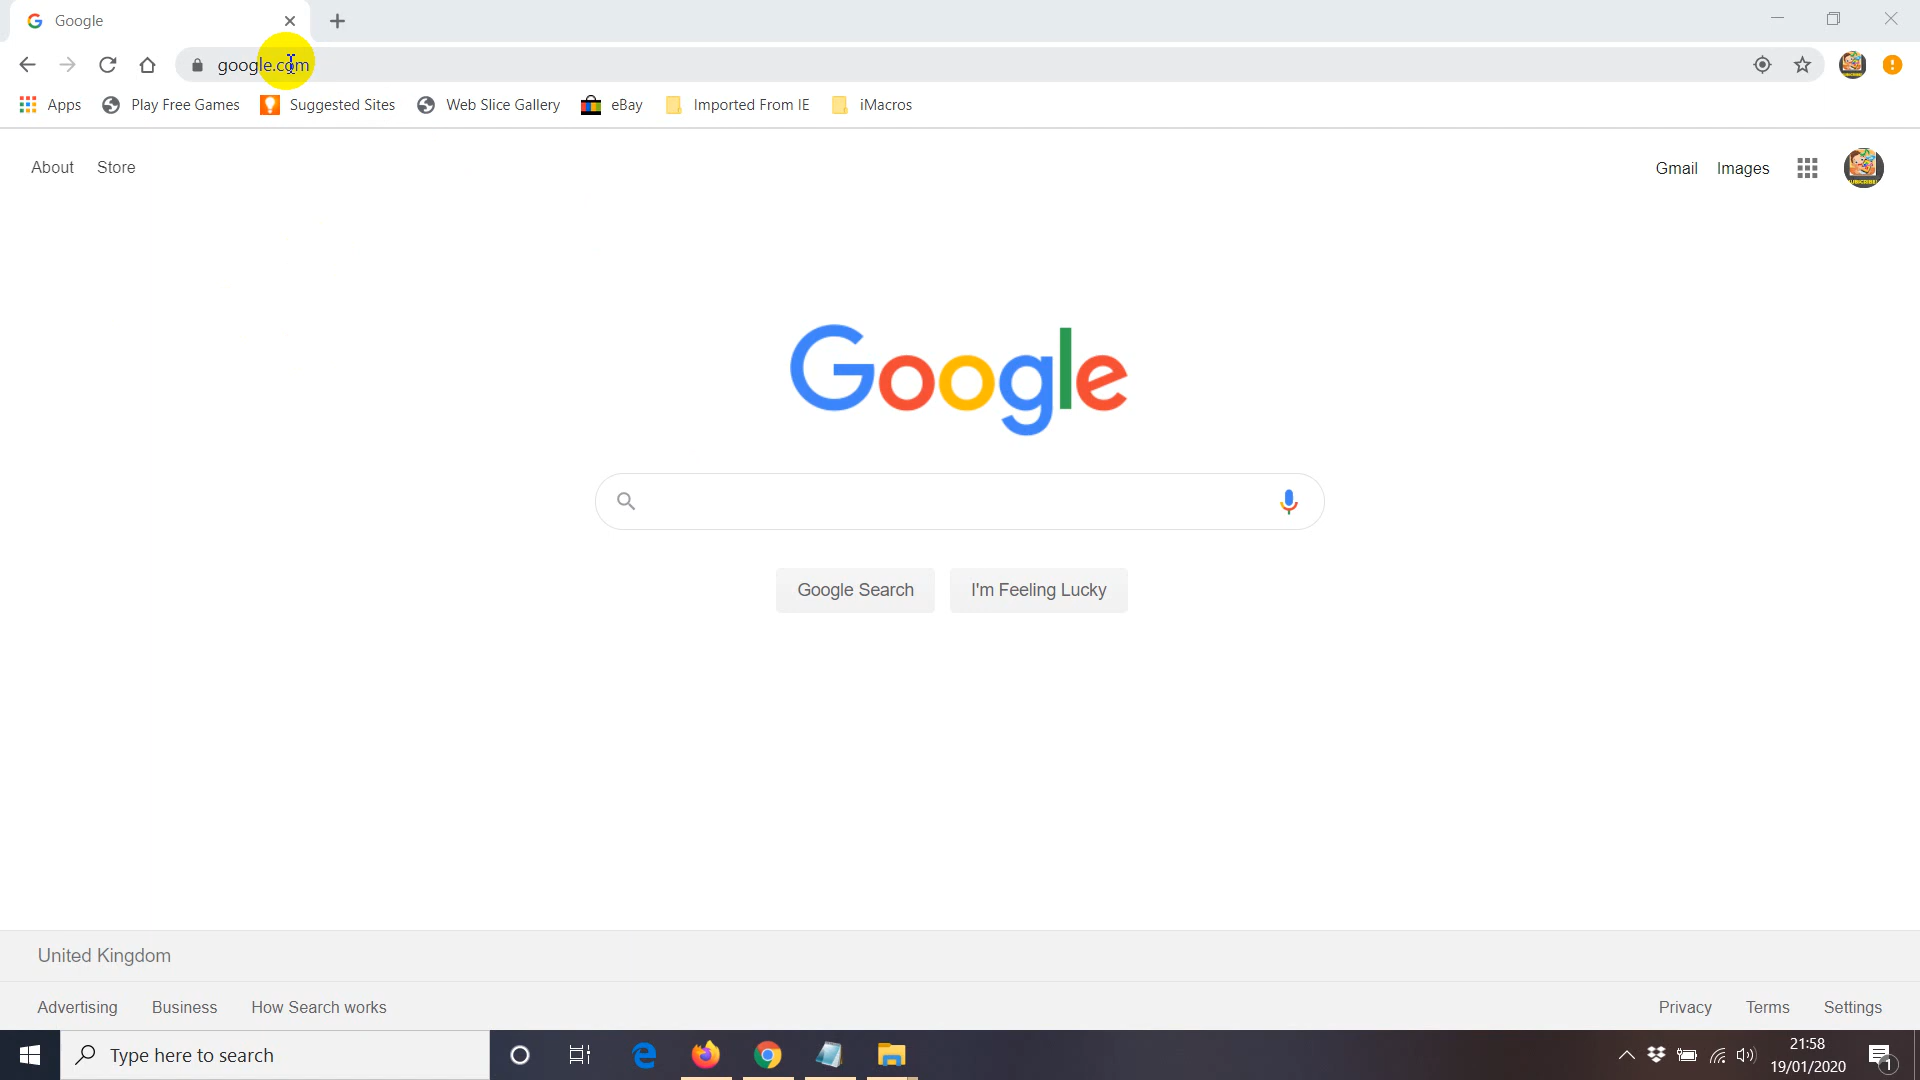 Google
google.com
Apps Play Free Games Suggested Sites Web Slice Gallery eBay Imported From IE iMacros
About Store Gmail Images
Google
Google Search I'm Feeling Lucky
United Kingdom
Advertising Business How Search works Privacy Terms Settings
Type here to search
21:58
19/01/2020
1